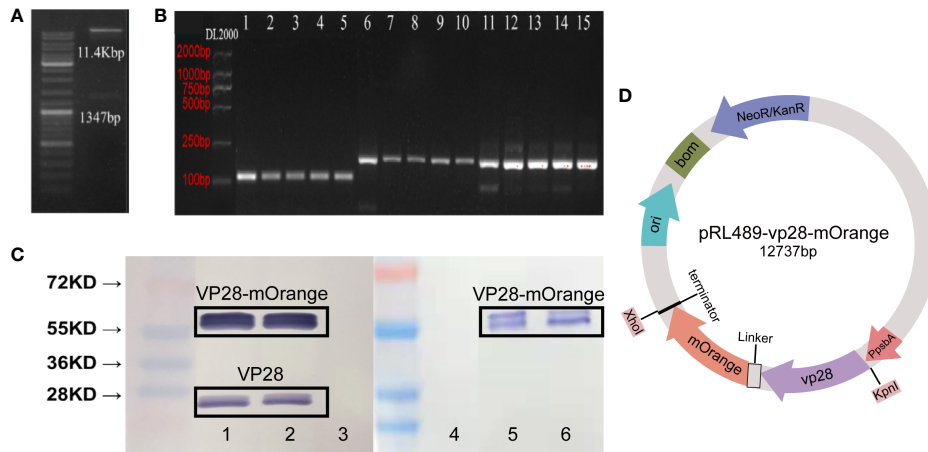 A
11.4Kbp
1347bp
B
DL2000
1 2 3 4 5 6 7 8 9 10 11 12 13 14 15
2000bp
1000bp
750bp
500bp
250bp
100bp
C
72KD →
55KD →
36KD →
28KD →
VP28-mOrange
VP28
1 2 3
VP28-mOrange
4 5 6
D
NeoR/KanR
bom
ori
pRL489-vp28-mOrange
12737bp
terminator
XhoI
mOrange
Linker
vp28
PpsbA
KpnI